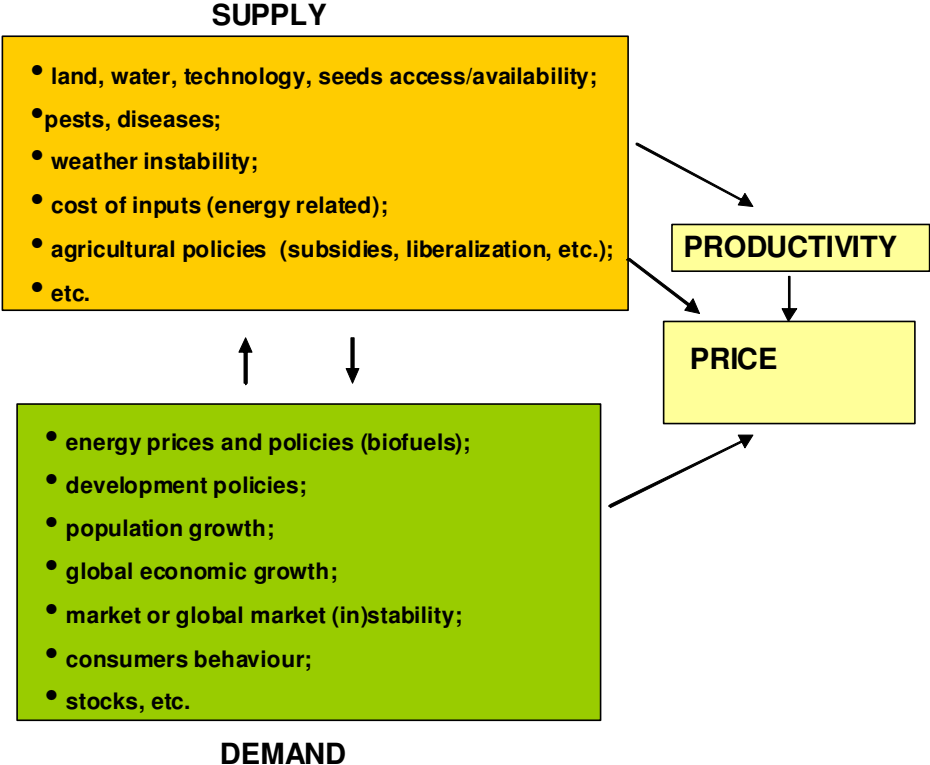 SUPPLY
• land, water, technology, seeds access/availability;
•pests, diseases;
• weather instability;
• cost of inputs (energy related);
• agricultural policies  (subsidies, liberalization, etc.);
• etc.
PRODUCTIVITY
PRICE
• energy prices and policies (biofuels);
• development policies;
• population growth;
• global economic growth;
• market or global market (in)stability;
• consumers behaviour;
• stocks, etc.
DEMAND